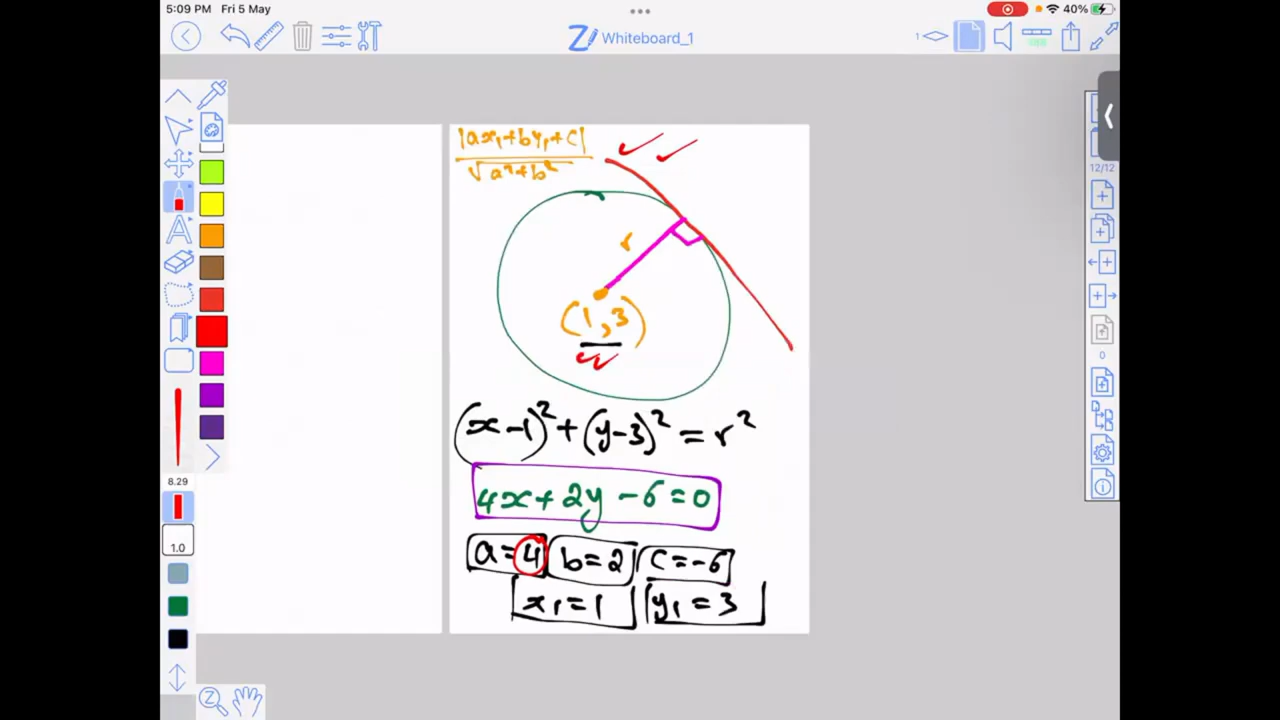 5:09 PM Fri 5 May
40%
Whiteboard_1
1
|ax₁+by₁+c|
√a²+b²
r
(1,3)
12/12
0
(x-1)²+(y-3)²=r²
8.29
4x+2y-6=0
1.0
a=4 b=2 c=-6
x₁=1 y₁=3